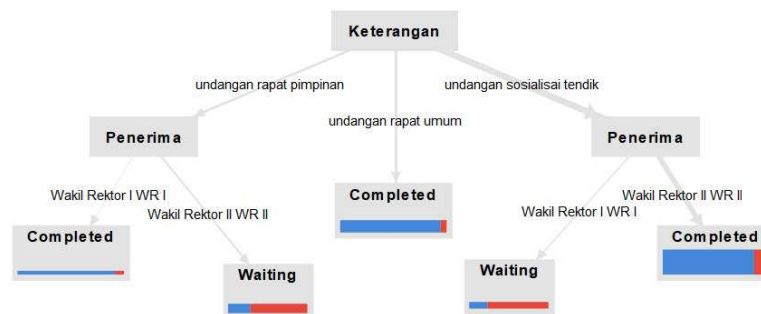 Keterangan
undangan rapat pimpinan
undangan sosialisai tendik
undangan rapat umum
Penerima
Penerima
Wakil Rektor I WR I
Wakil Rektor II WR II
Completed
Wakil Rektor I WR I
Wakil Rektor II WR II
Completed
Waiting
Waiting
Completed